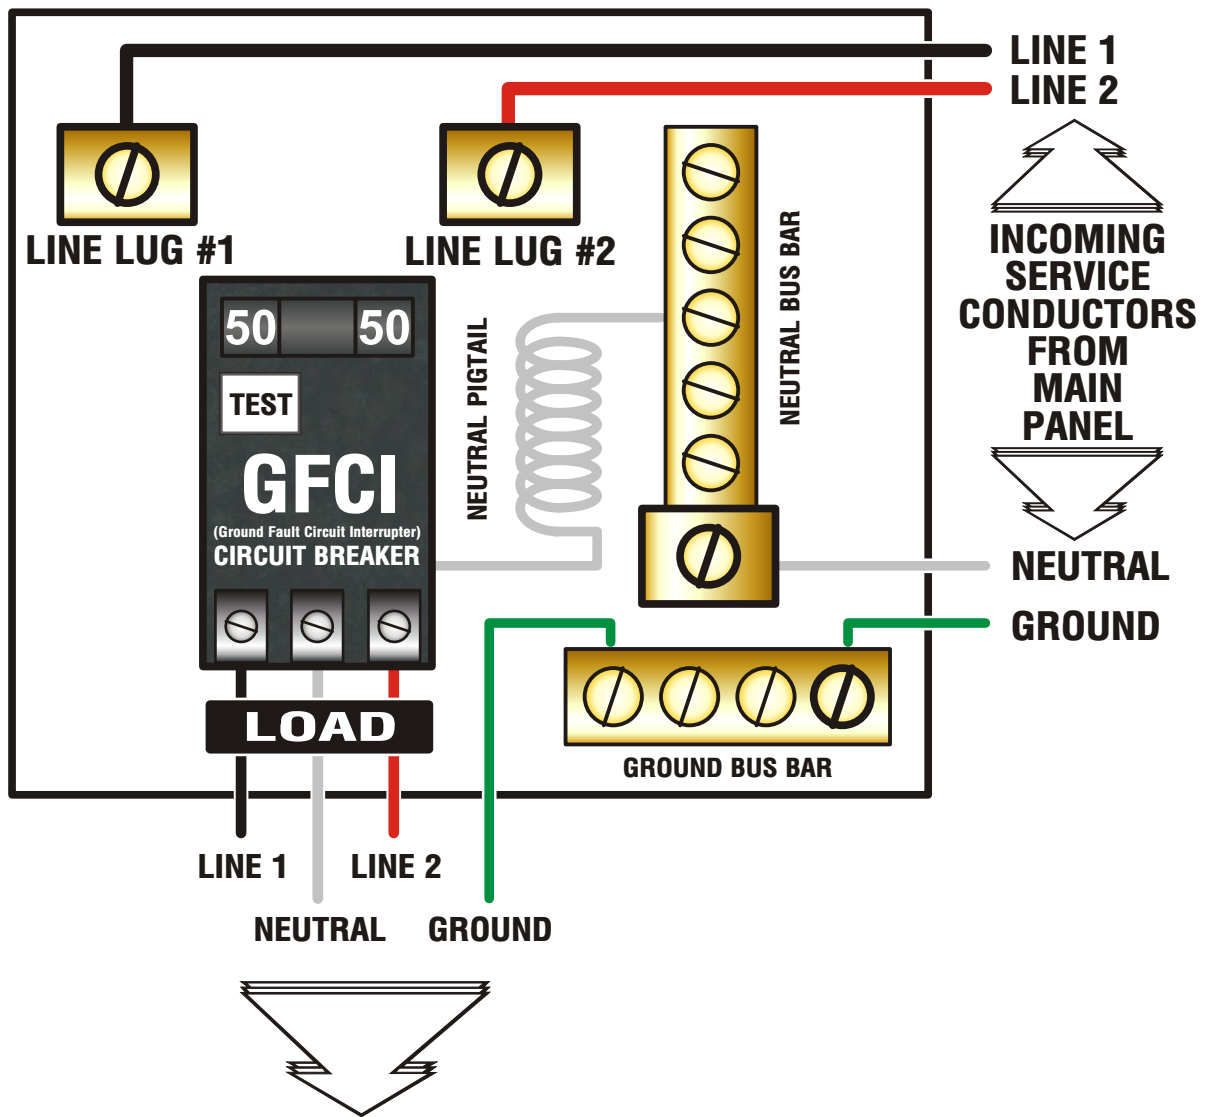 LINE 1
LINE 2
LINE LUG #1
LINE LUG #2
INCOMING
SERVICE
CONDUCTORS
FROM
MAIN
PANEL
50
50
TEST
GFCI
(Ground Fault Circuit Interrupter)
CIRCUIT BREAKER
NEUTRAL PIGTAIL
NEUTRAL BUS BAR
NEUTRAL
GROUND
LOAD
GROUND BUS BAR
LINE 1
LINE 2
NEUTRAL
GROUND